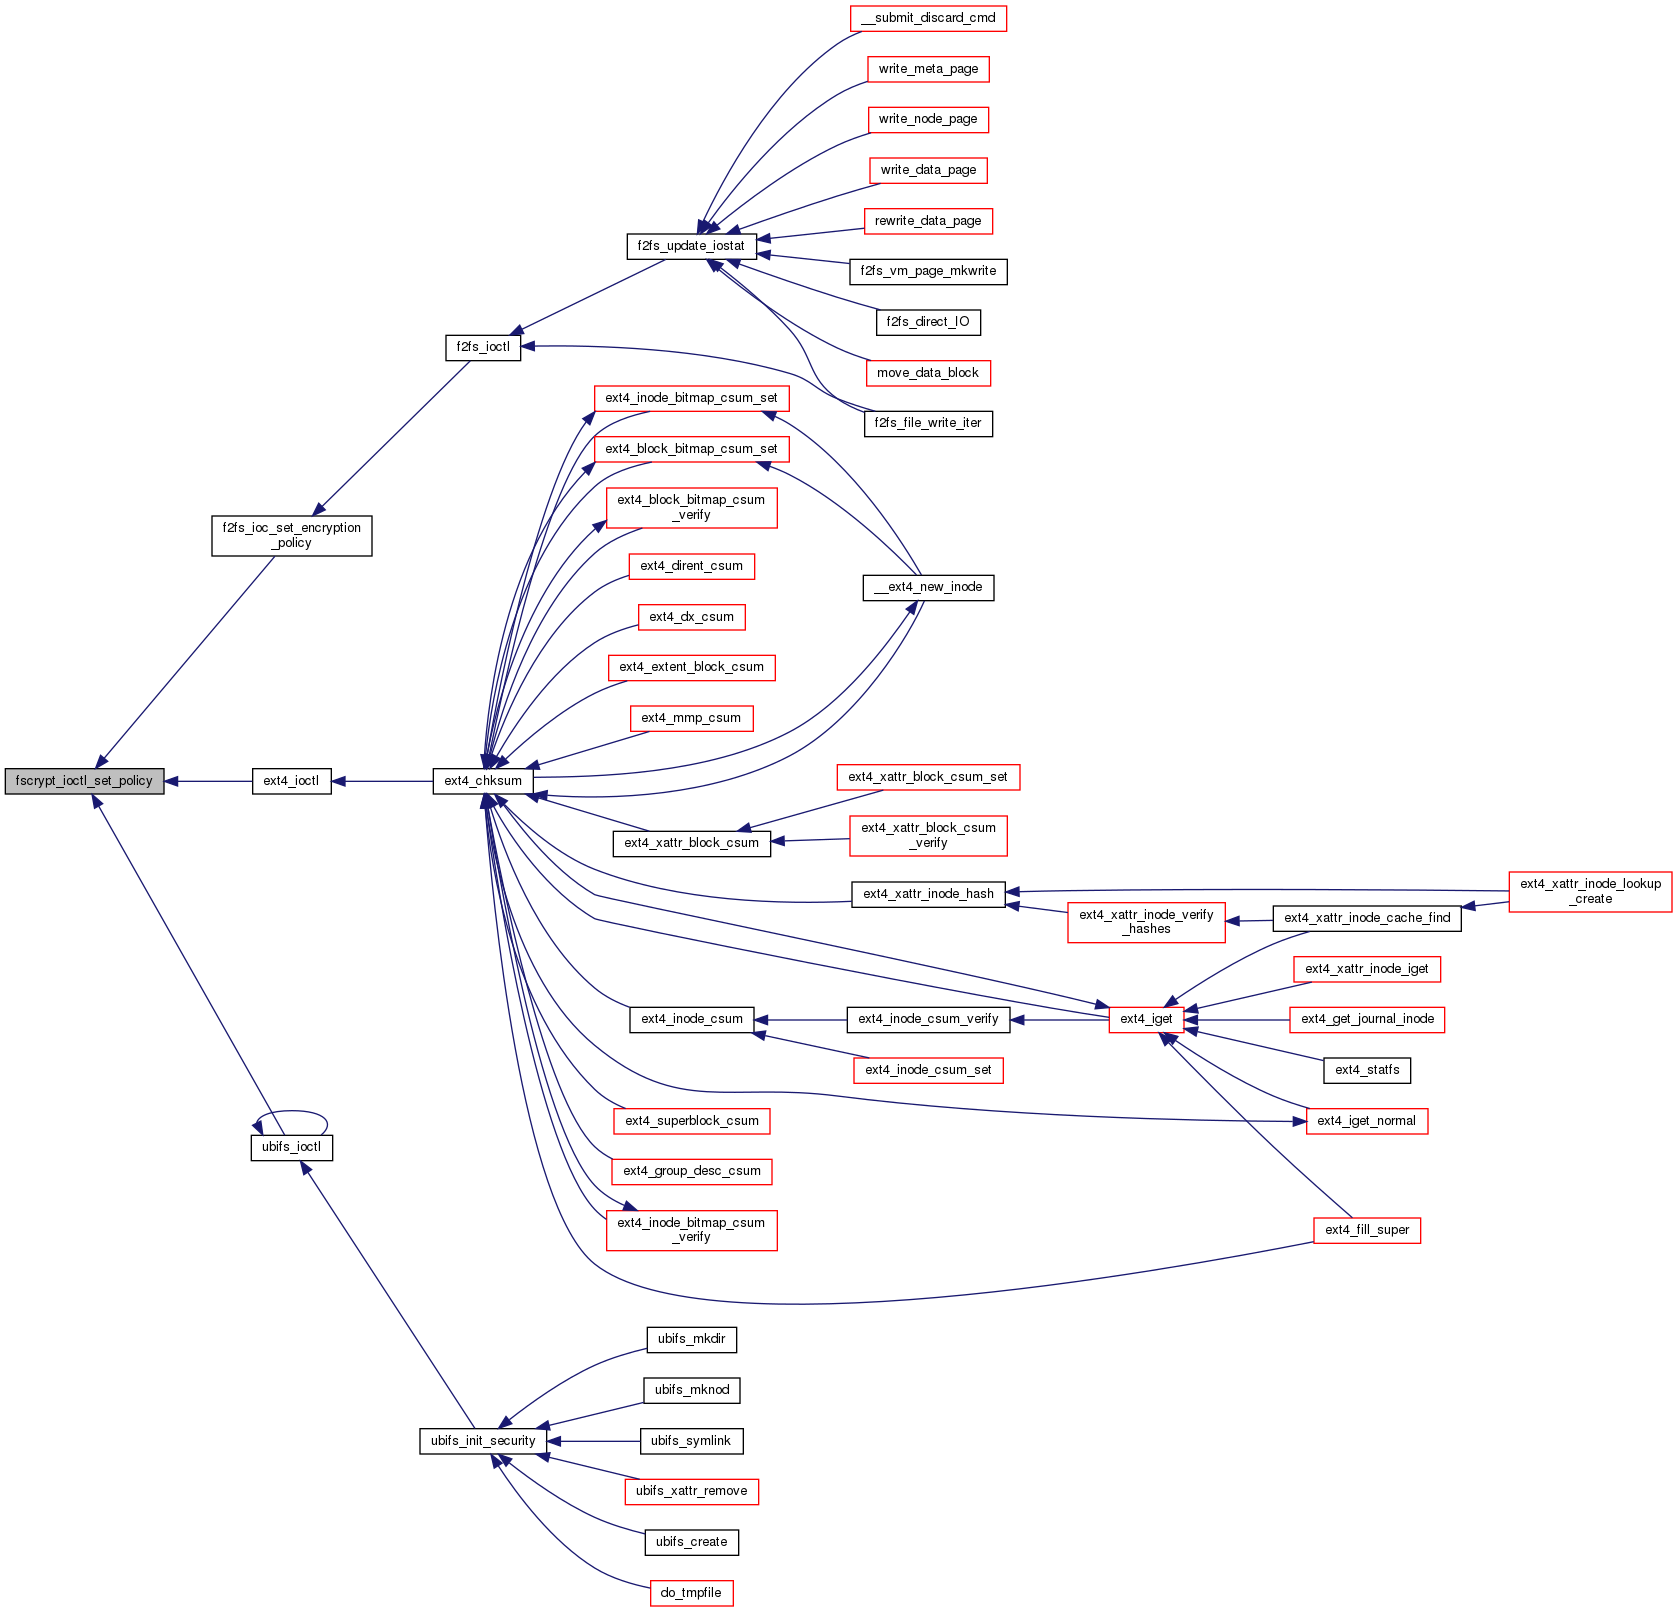 __submit_discard_cmd
write_meta_page
write_node_page
write_data_page
rewrite_data_page
f2fs_update_iostat
f2fs_vm_page_mkwrite
f2fs_direct_IO
f2fs_ioctl
move_data_block
ext4_inode_bitmap_csum_set
f2fs_file_write_iter
ext4_block_bitmap_csum_set
ext4_block_bitmap_csum
_verify
f2fs_ioc_set_encryption
_policy
ext4_dirent_csum
__ext4_new_inode
ext4_dx_csum
ext4_extent_block_csum
ext4_mmp_csum
fscrypt_ioctl_set_policy
ext4_ioctl
ext4_chksum
ext4_xattr_block_csum_set
ext4_xattr_block_csum
ext4_xattr_block_csum
_verify
ext4_xattr_inode_hash
ext4_xattr_inode_lookup
_create
ext4_xattr_inode_verify
_hashes
ext4_xattr_inode_cache_find
ext4_xattr_inode_iget
ext4_inode_csum
ext4_inode_csum_verify
ext4_iget
ext4_get_journal_inode
ext4_inode_csum_set
ext4_statfs
ext4_superblock_csum
ext4_iget_normal
ubifs_ioctl
ext4_group_desc_csum
ext4_inode_bitmap_csum
_verify
ext4_fill_super
ubifs_mkdir
ubifs_mknod
ubifs_init_security
ubifs_symlink
ubifs_xattr_remove
ubifs_create
do_tmpfile